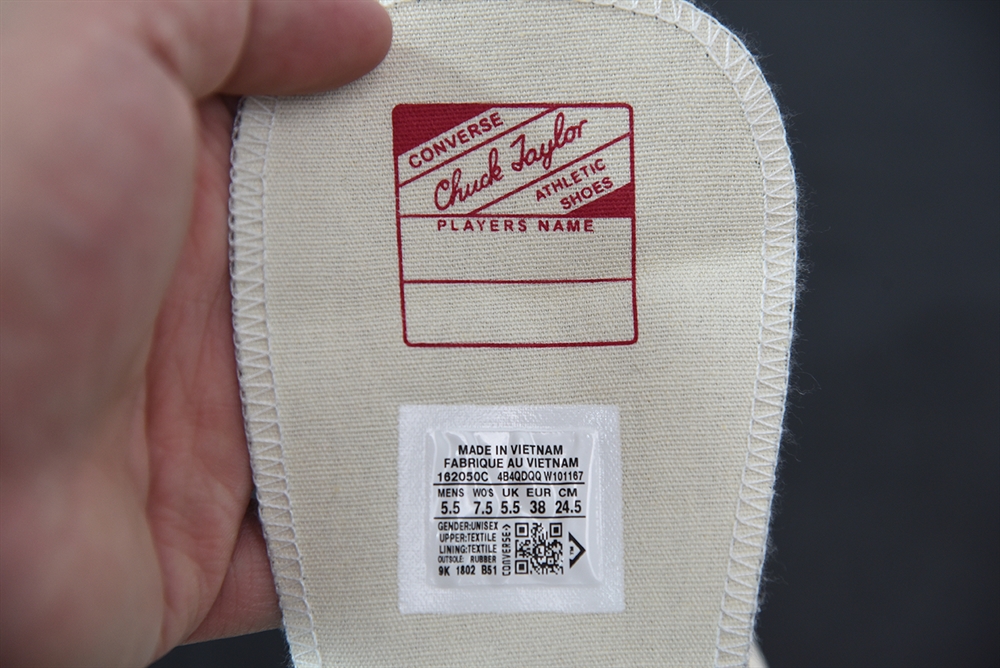 CONVERSE
Chuck Taylor
ATHLETIC
SHOES
PLAYERS NAME
MADE IN VIETNAM
FABRIQUE AU VIETNAM
162050C 4B4QDQQ W101167
MENS WO'S UK EUR CM
5.5 7.5 5.5 38 24.5
GENDER:UNISEX
UPPER:TEXTILE
LINING:TEXTILE
OUTSOLE: RUBBER
9K 1802 B51
CONVERSE